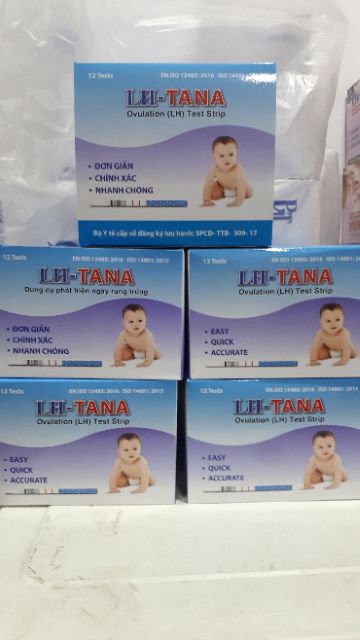 12 Tests EN ISO 13485: 2016 ISO 14001
LH-TANA
Ovulation (LH) Test Strip
• ĐƠN GIẢN
• CHÍNH XÁC
• NHANH CHÓNG
Bộ Y tế cấp số đăng ký lưu hành: SPCĐ- TTB- 309- 17
12 Tests EN ISO 13485: 2016 ISO 14001: 2015
LH-TANA
Dụng cụ phát hiện ngày rụng trứng
• ĐƠN GIẢN
• CHÍNH XÁC
• NHANH CHÓNG
12 Tests EN ISO 13485: 2016 ISO 14001:
LH-TANA
Ovulation (LH) Test Strip
• EASY
• QUICK
• ACCURATE
12 Tests EN ISO 13485: 2016 ISO 14001: 2015
LH-TANA
Ovulation (LH) Test Strip
• EASY
• QUICK
• ACCURATE
12 Tests EN ISO 13485: 2016 ISO 14001: 2015
LH-TANA
Ovulation (LH) Test Strip
• EASY
• QUICK
• ACCURATE